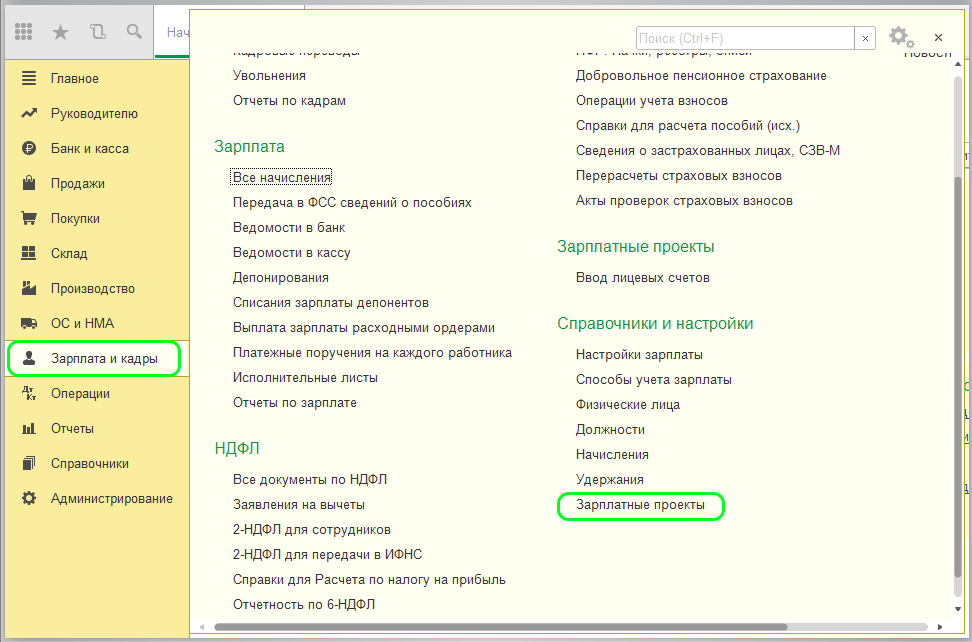 Нач
Поиск (Ctrl+F)
Главное
Руководителю
Банк и касса
Продажи
Покупки
Склад
Производство
ОС и НМА
Зарплата и кадры
Операции
Отчеты
Справочники
Администрирование
Кадровые переводы
Увольнения
Отчеты по кадрам
Зарплата
Все начисления
Передача в ФСС сведений о пособиях
Ведомости в банк
Ведомости в кассу
Депонирования
Списания зарплаты депонентов
Выплата зарплаты расходными ордерами
Платежные поручения на каждого работника
Исполнительные листы
Отчеты по зарплате
НДФЛ
Все документы по НДФЛ
Заявления на вычеты
2-НДФЛ для сотрудников
2-НДФЛ для передачи в ИФНС
Справки для Расчета по налогу на прибыль
Отчетность по 6-НДФЛ
Добровольное пенсионное страхование
Операции учета взносов
Справки для расчета пособий (исх.)
Сведения о застрахованных лицах, СЗВ-М
Перерасчеты страховых взносов
Акты проверок страховых взносов
Зарплатные проекты
Ввод лицевых счетов
Справочники и настройки
Настройки зарплаты
Способы учета зарплаты
Физические лица
Должности
Начисления
Удержания
Зарплатные проекты